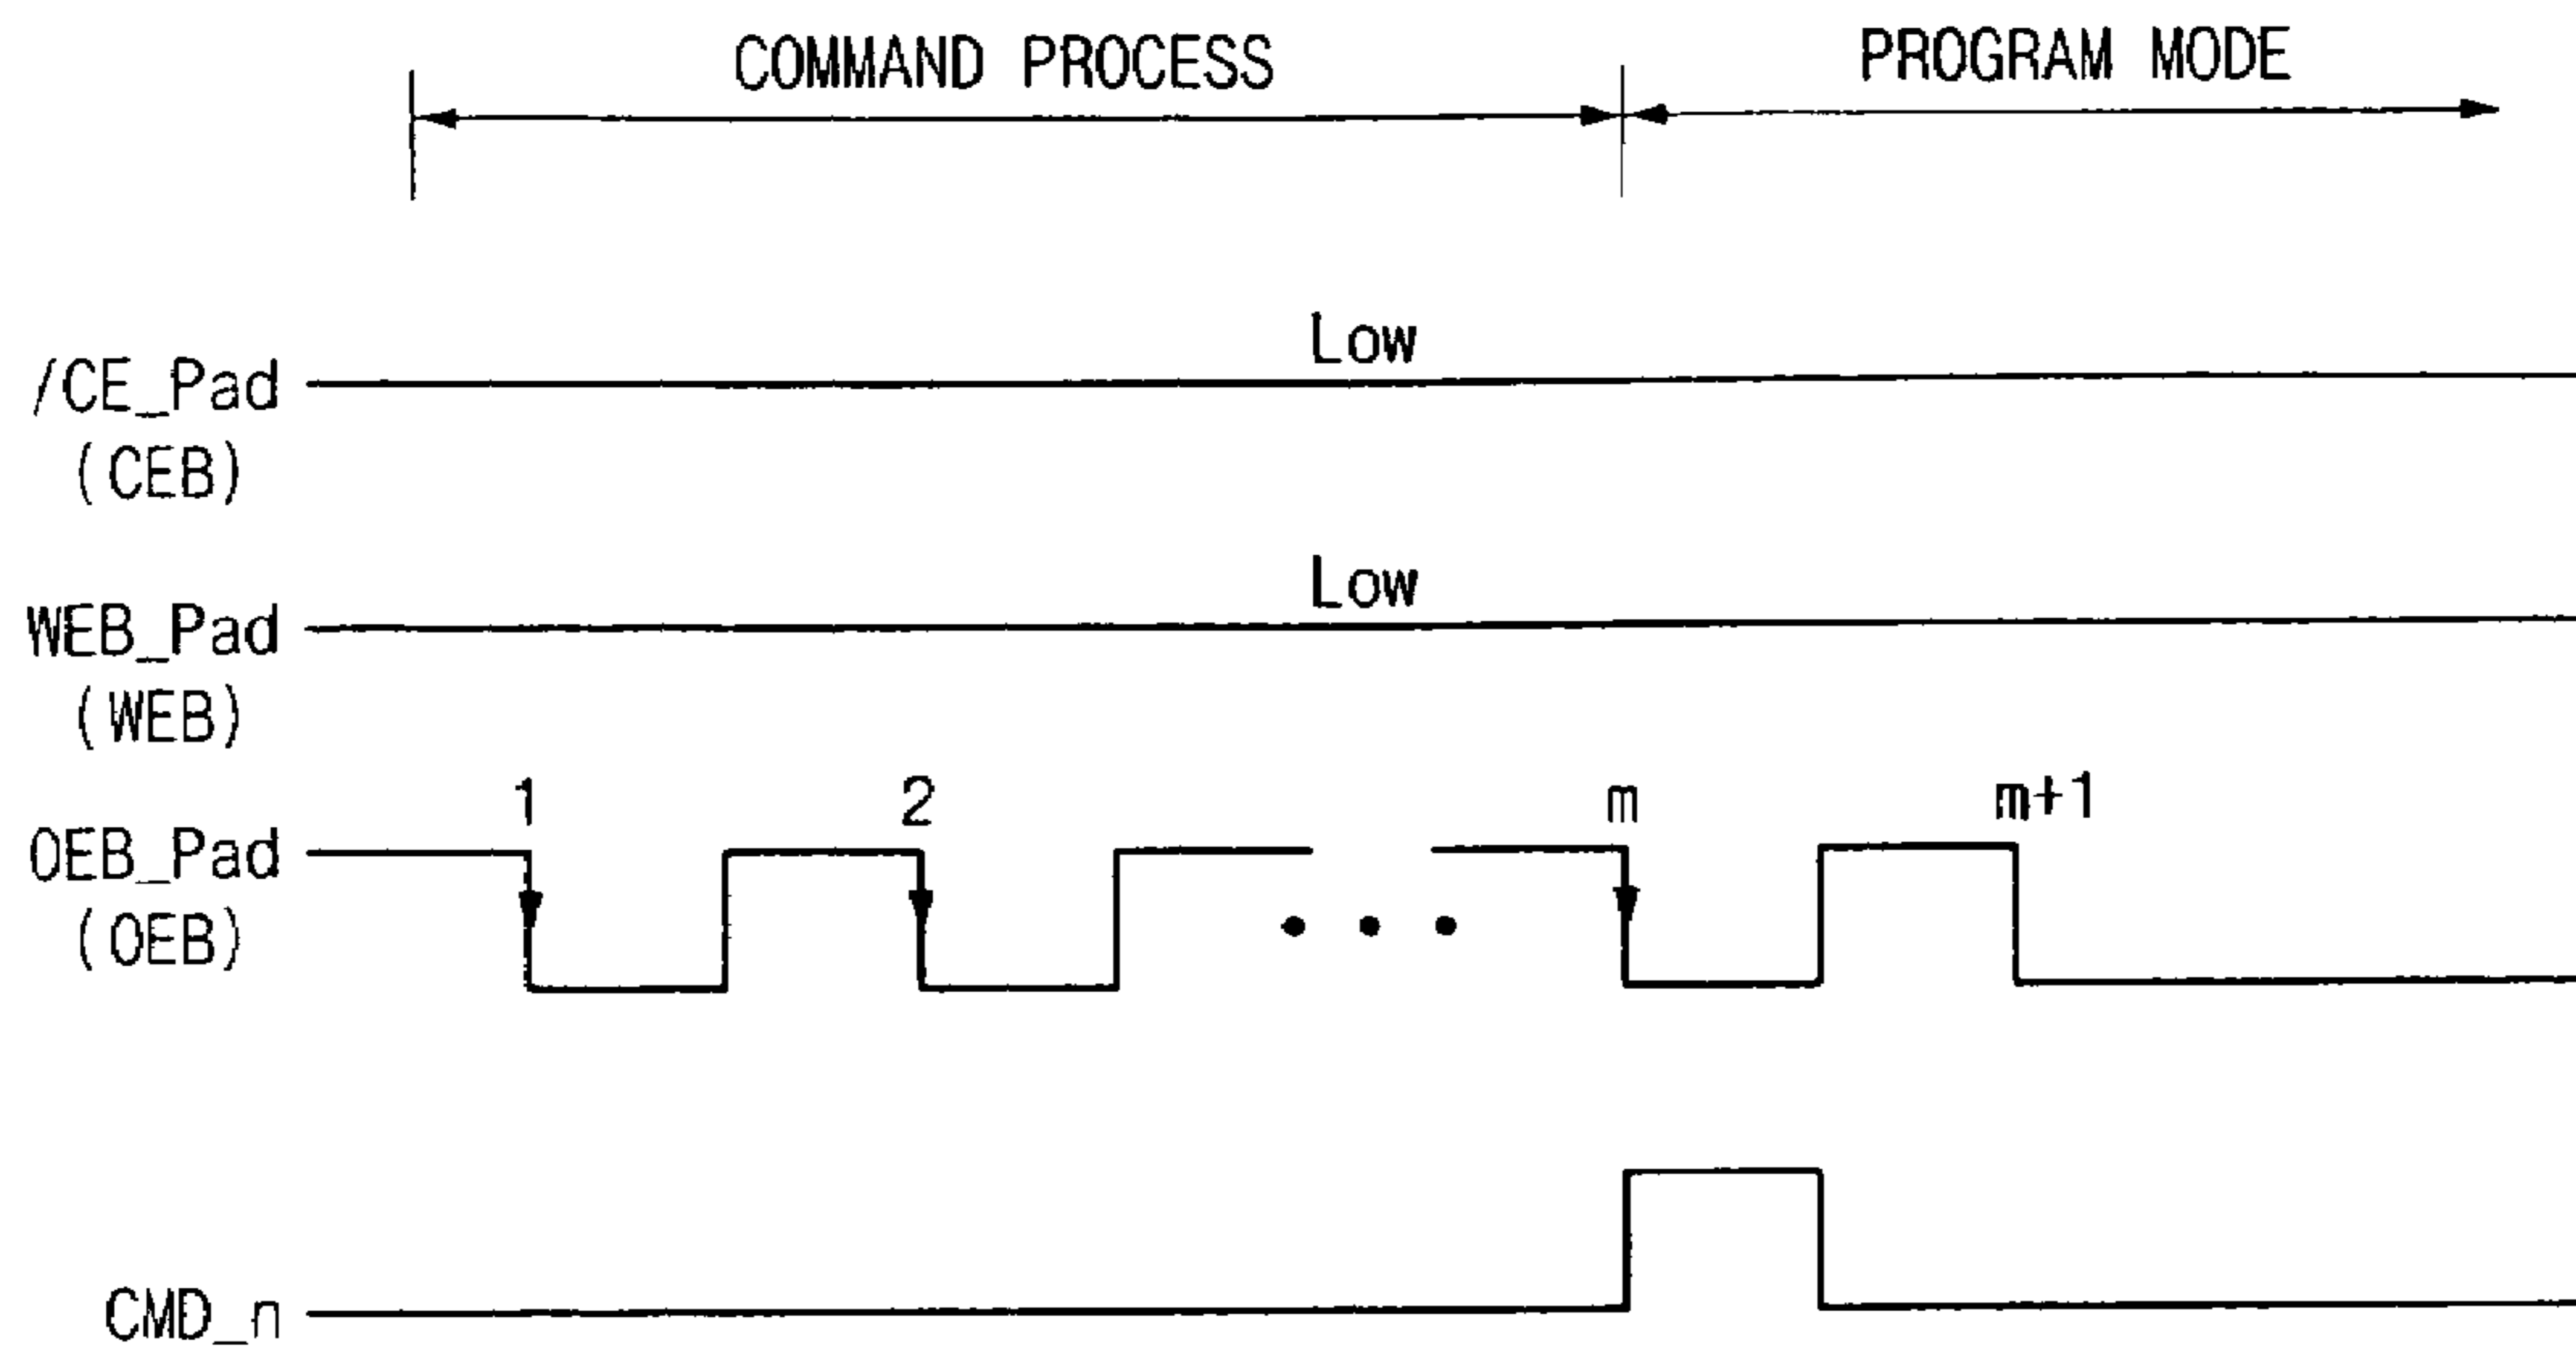 COMMAND PROCESS
PROGRAM MODE
Low
/CE_Pad
(CEB)
Low
WEB_Pad
(WEB)
1
2
m
m+1
OEB_Pad
(OEB)
CMD_n